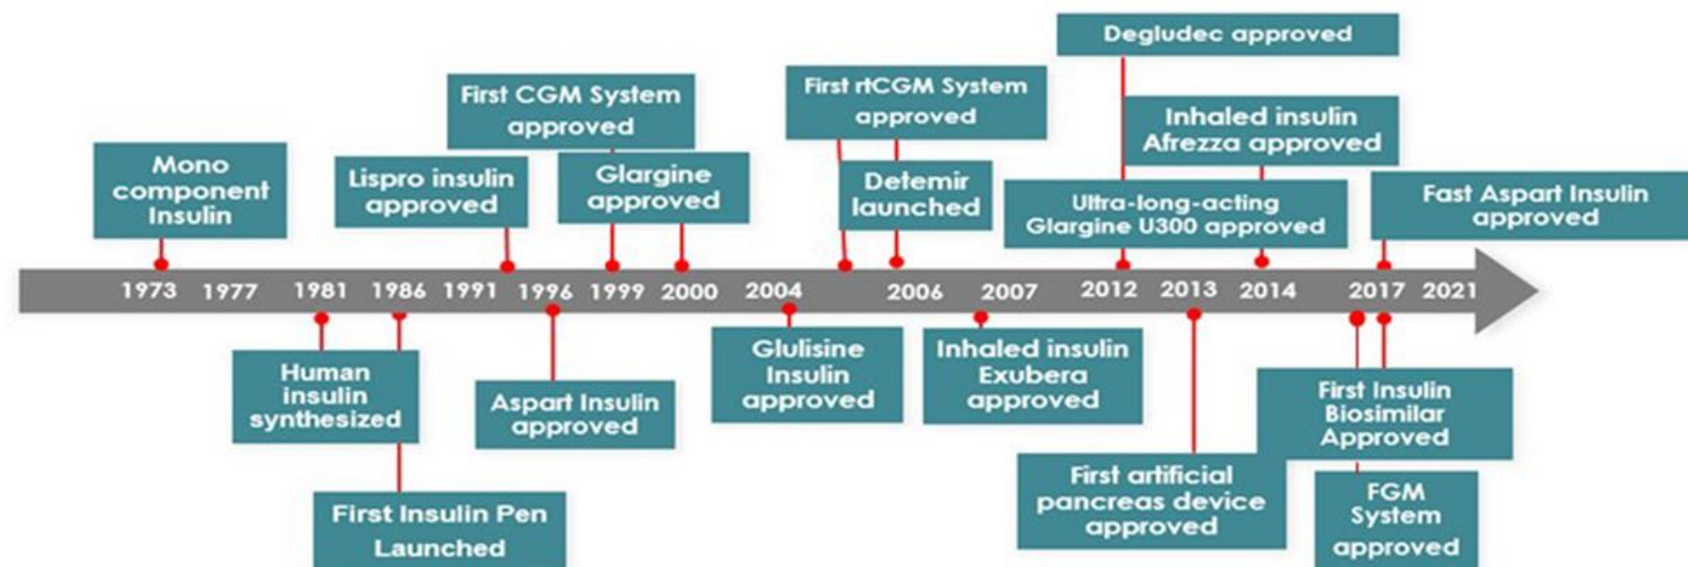 Degludec approved
First CGM System
approved
First rtCGM System
approved
Inhaled insulin
Afrezza approved
Mono
component
Insulin
Lispro insulin
approved
Glargine
approved
Detemir
launched
Ultra-long-acting
Glargine U300 approved
Fast Aspart Insulin
approved
1973 1977 1981 1986 1991 1996 1999 2000 2004 2006 2007 2012 2013 2014 2017 2021
Human
insulin
synthesized
First Insulin Pen
Launched
Aspart Insulin
approved
Glulisine
Insulin
approved
Inhaled insulin
Exubera
approved
First artificial
pancreas device
approved
First Insulin
Biosimilar
Approved
FGM
System
approved